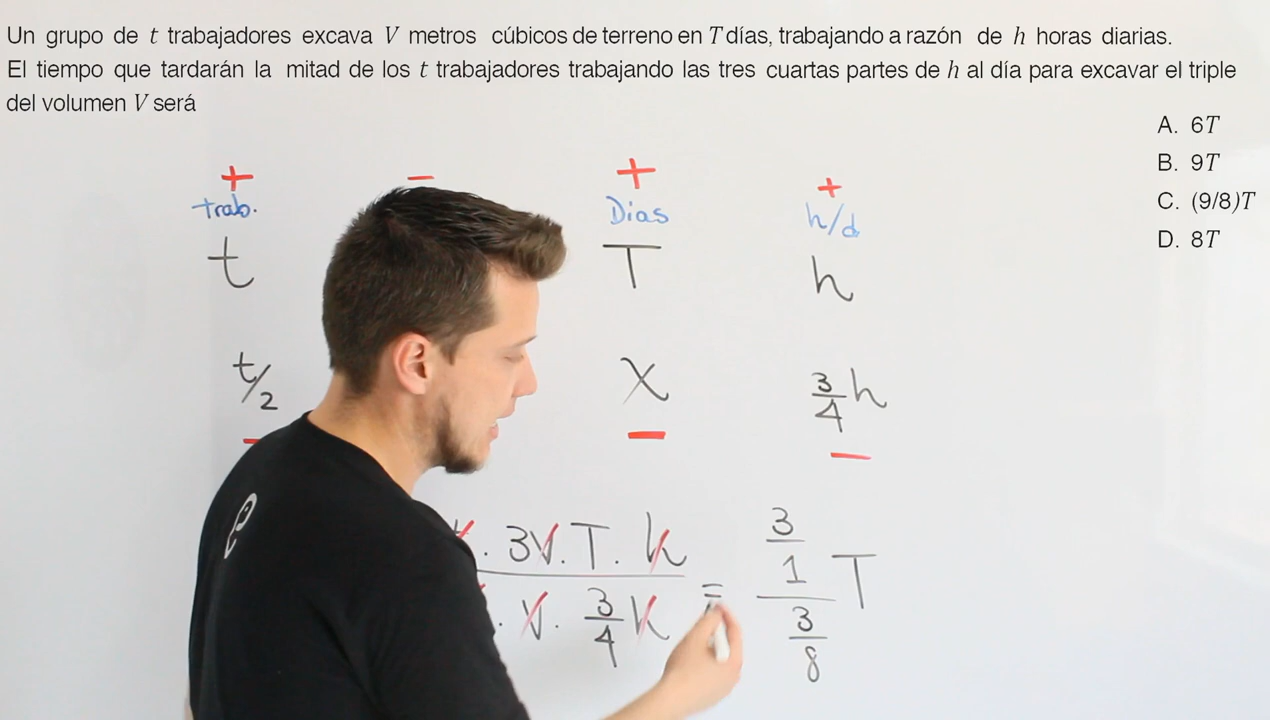 Un grupo de t trabajadores excava V metros cúbicos de terreno en T días, trabajando a razón de h horas diarias.
El tiempo que tardarán la mitad de los t trabajadores trabajando las tres cuartas partes de h al día para excavar el triple
del volumen V será
A. 6T
B. 9T
C. (9/8)T
D. 8T
+ − + +
Trab. Dias h/d
t T h
t/2 X 3/4 h
− − −
. 3V . T . h 3/1
= T
. V . 3/4 h 3/8